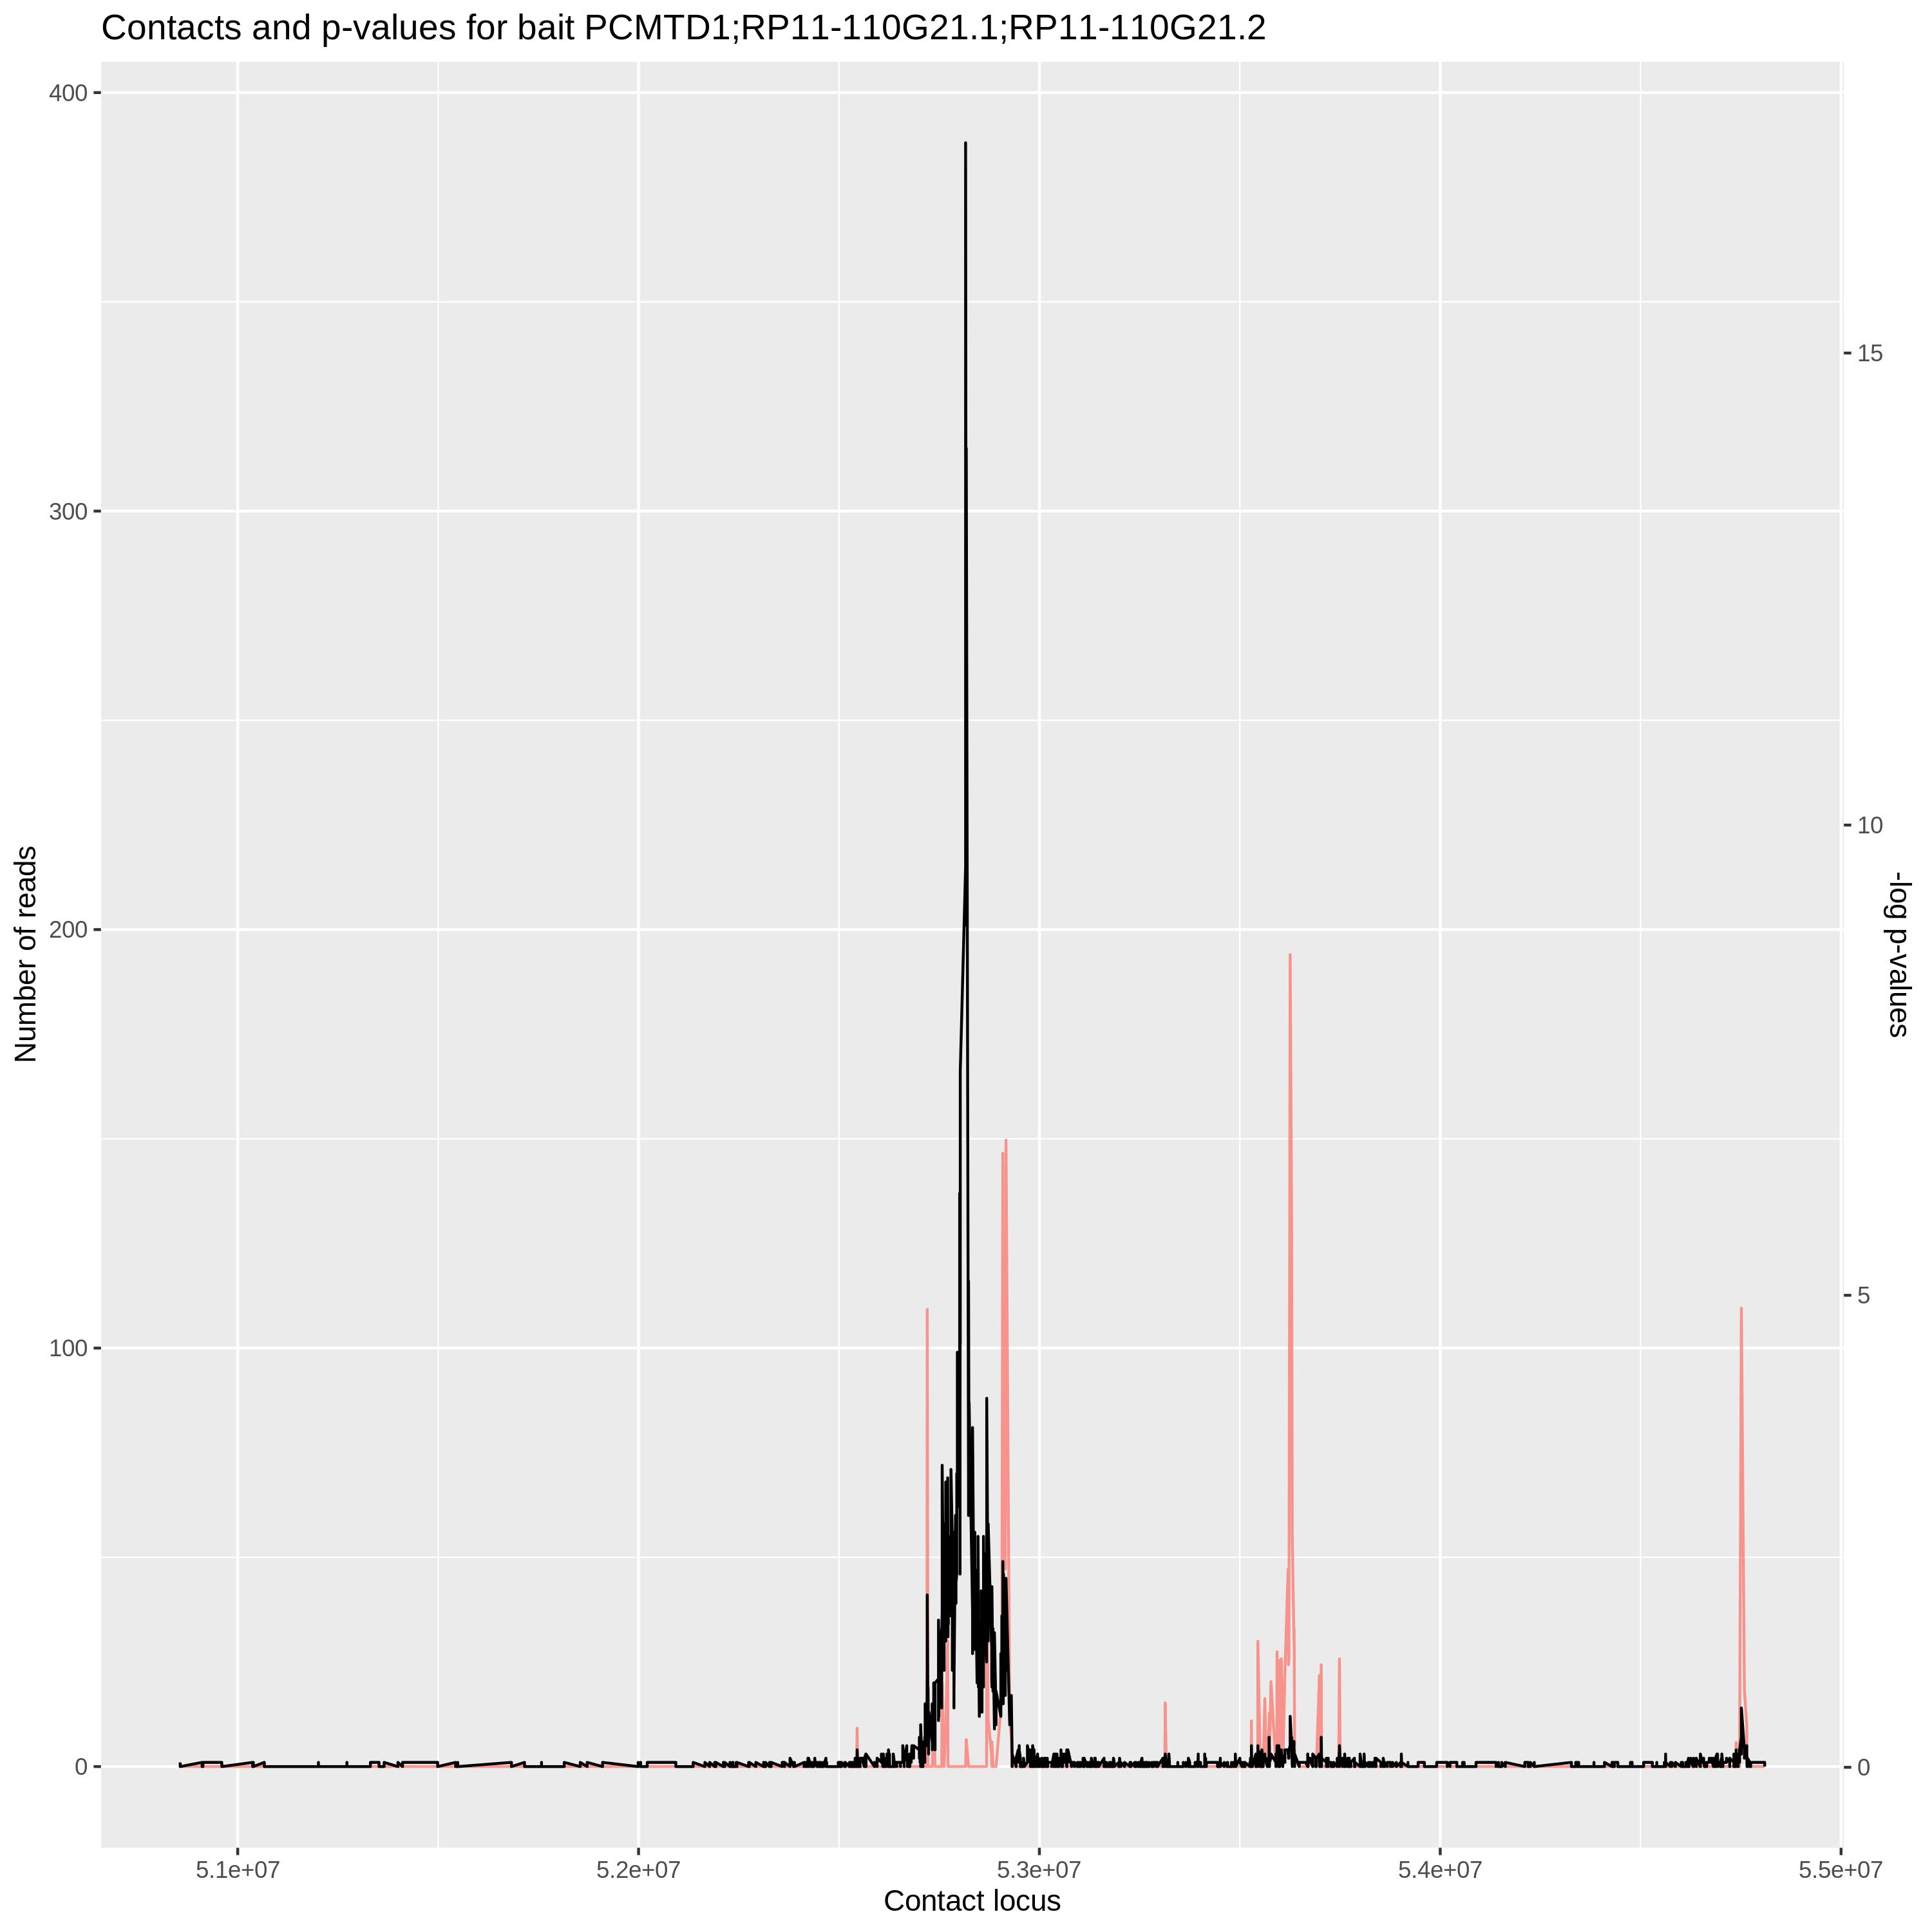 Contacts and p-values for bait PCMTD1;RP11-110G21.1;RP11-110G21.2
400
300
200
100
0
Number of reads
15
10
5
0
-log p-values
5.1e+07 5.2e+07 5.3e+07 5.4e+07 5.5e+07
Contact locus